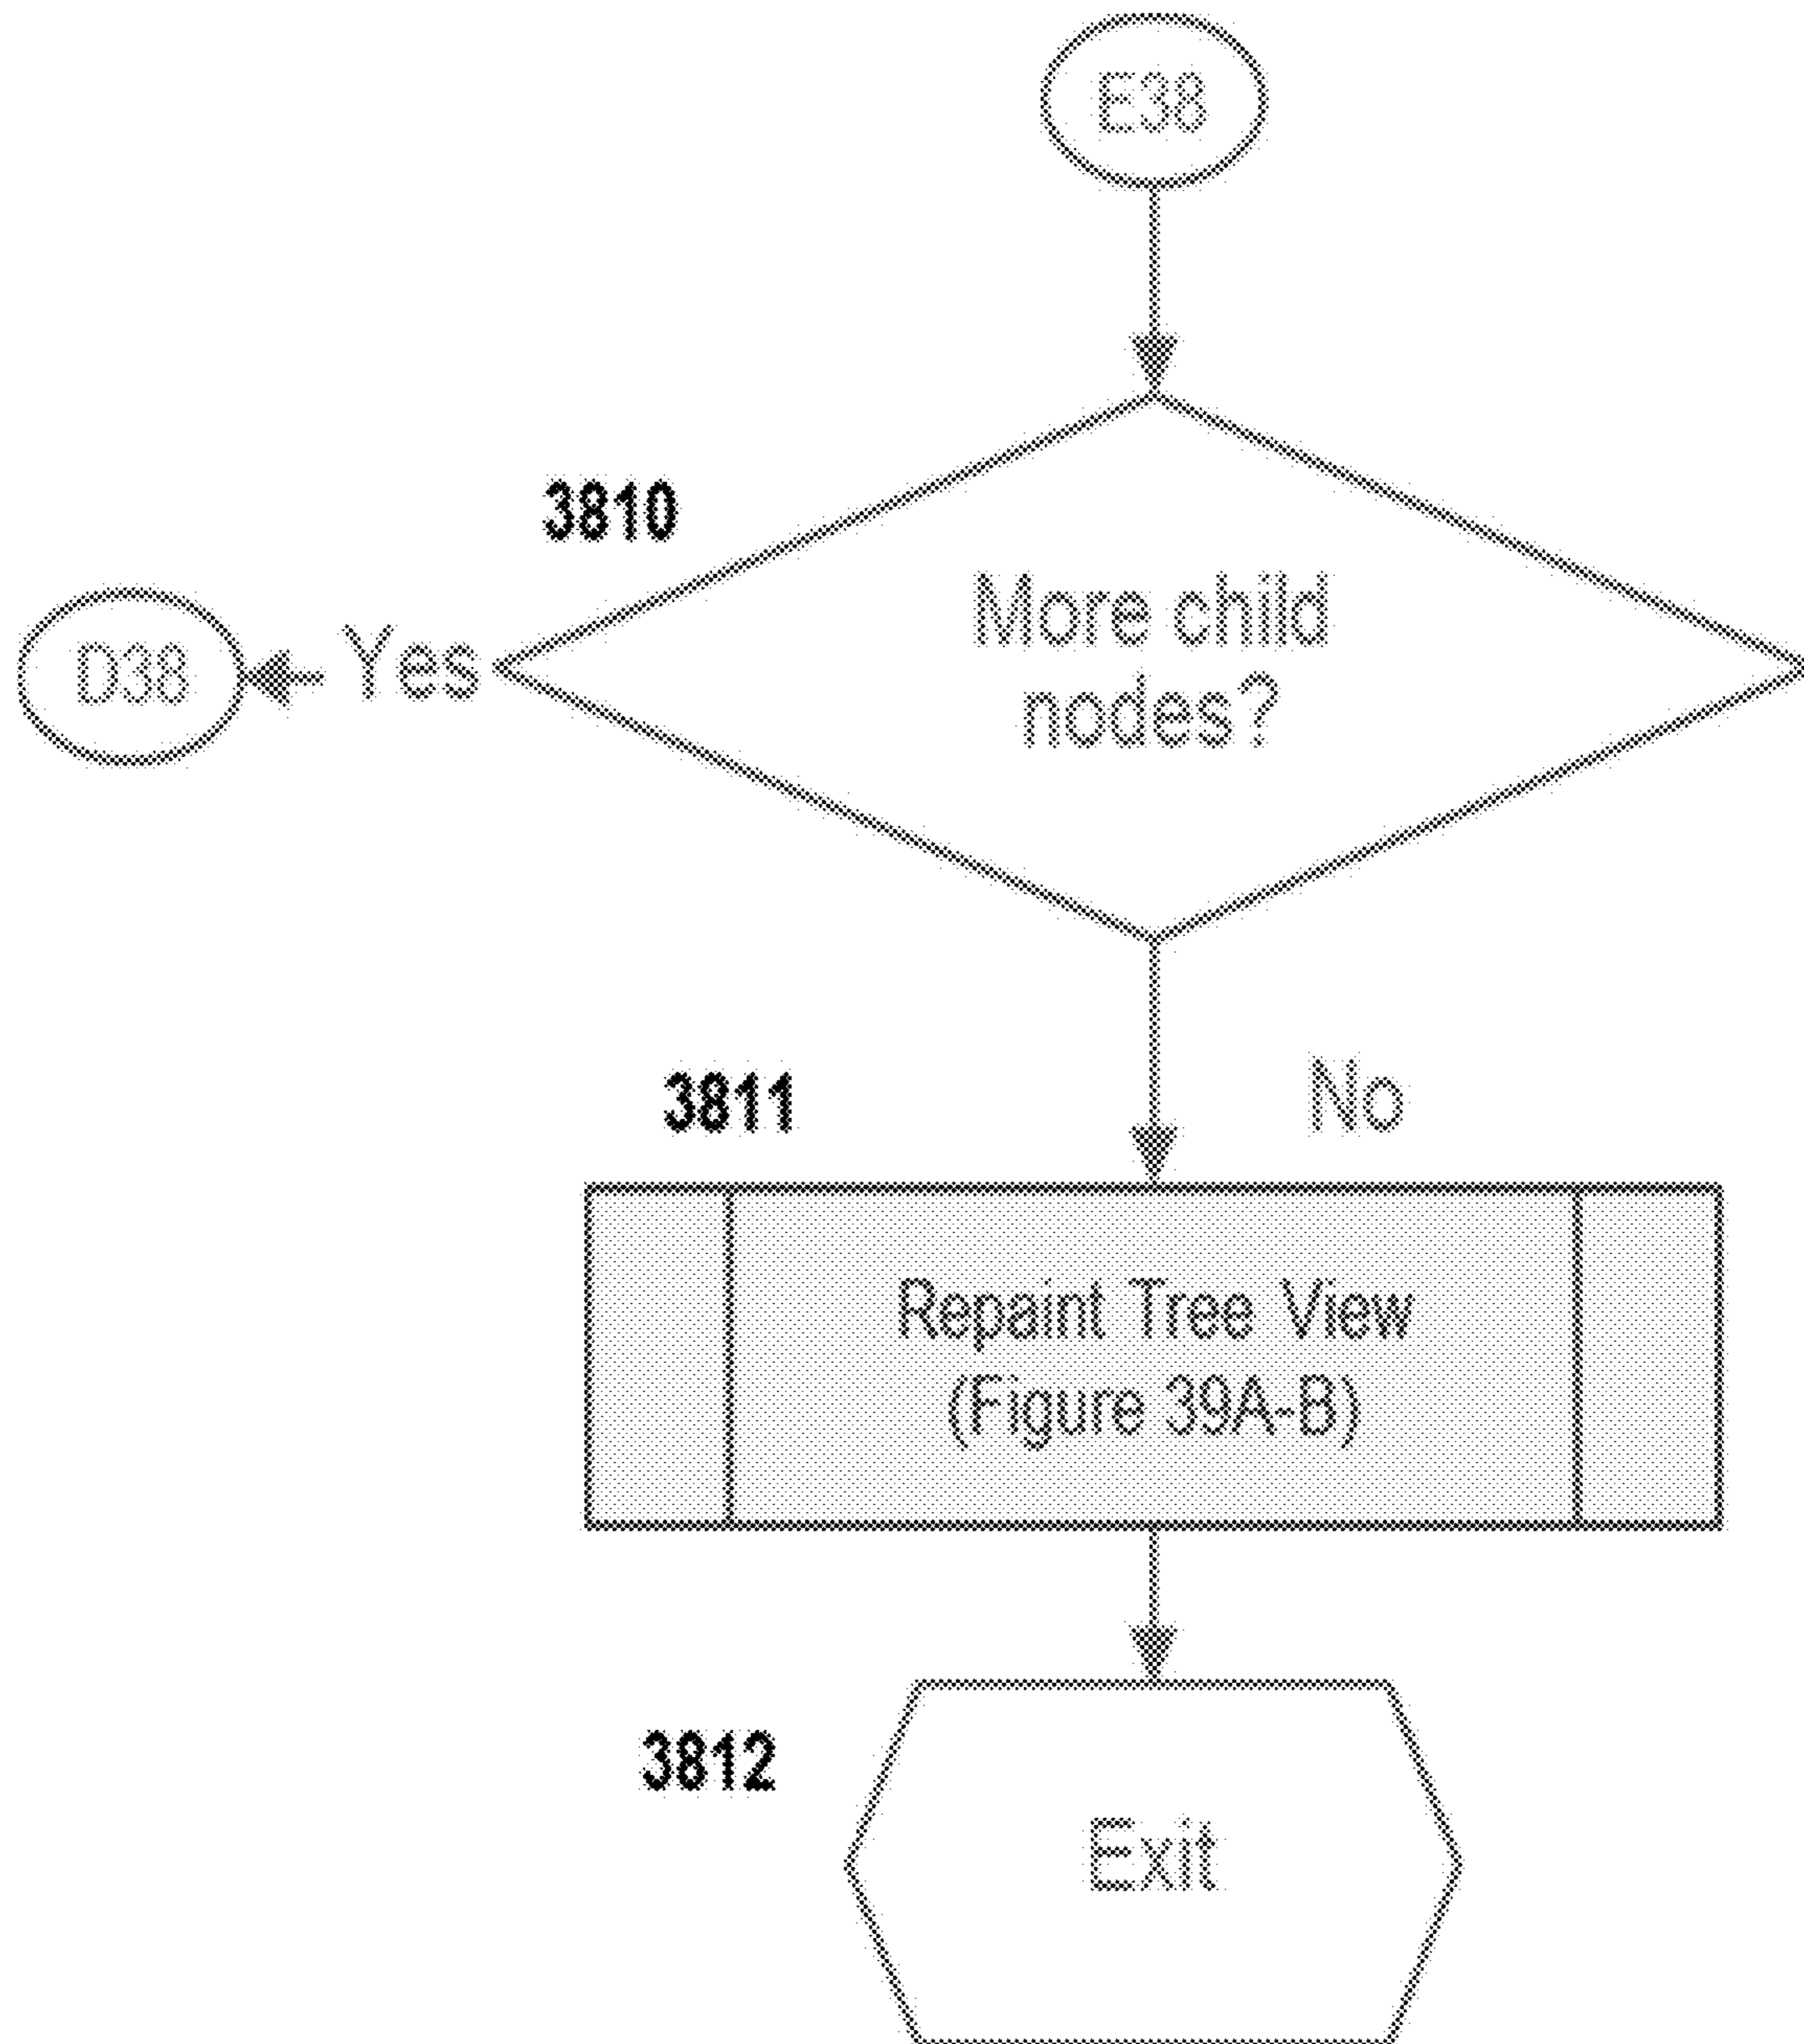 E38
3810
More child
nodes?
Yes
D38
No
3811
Repaint Tree View
(Figure 39A-B)
3812
Exit